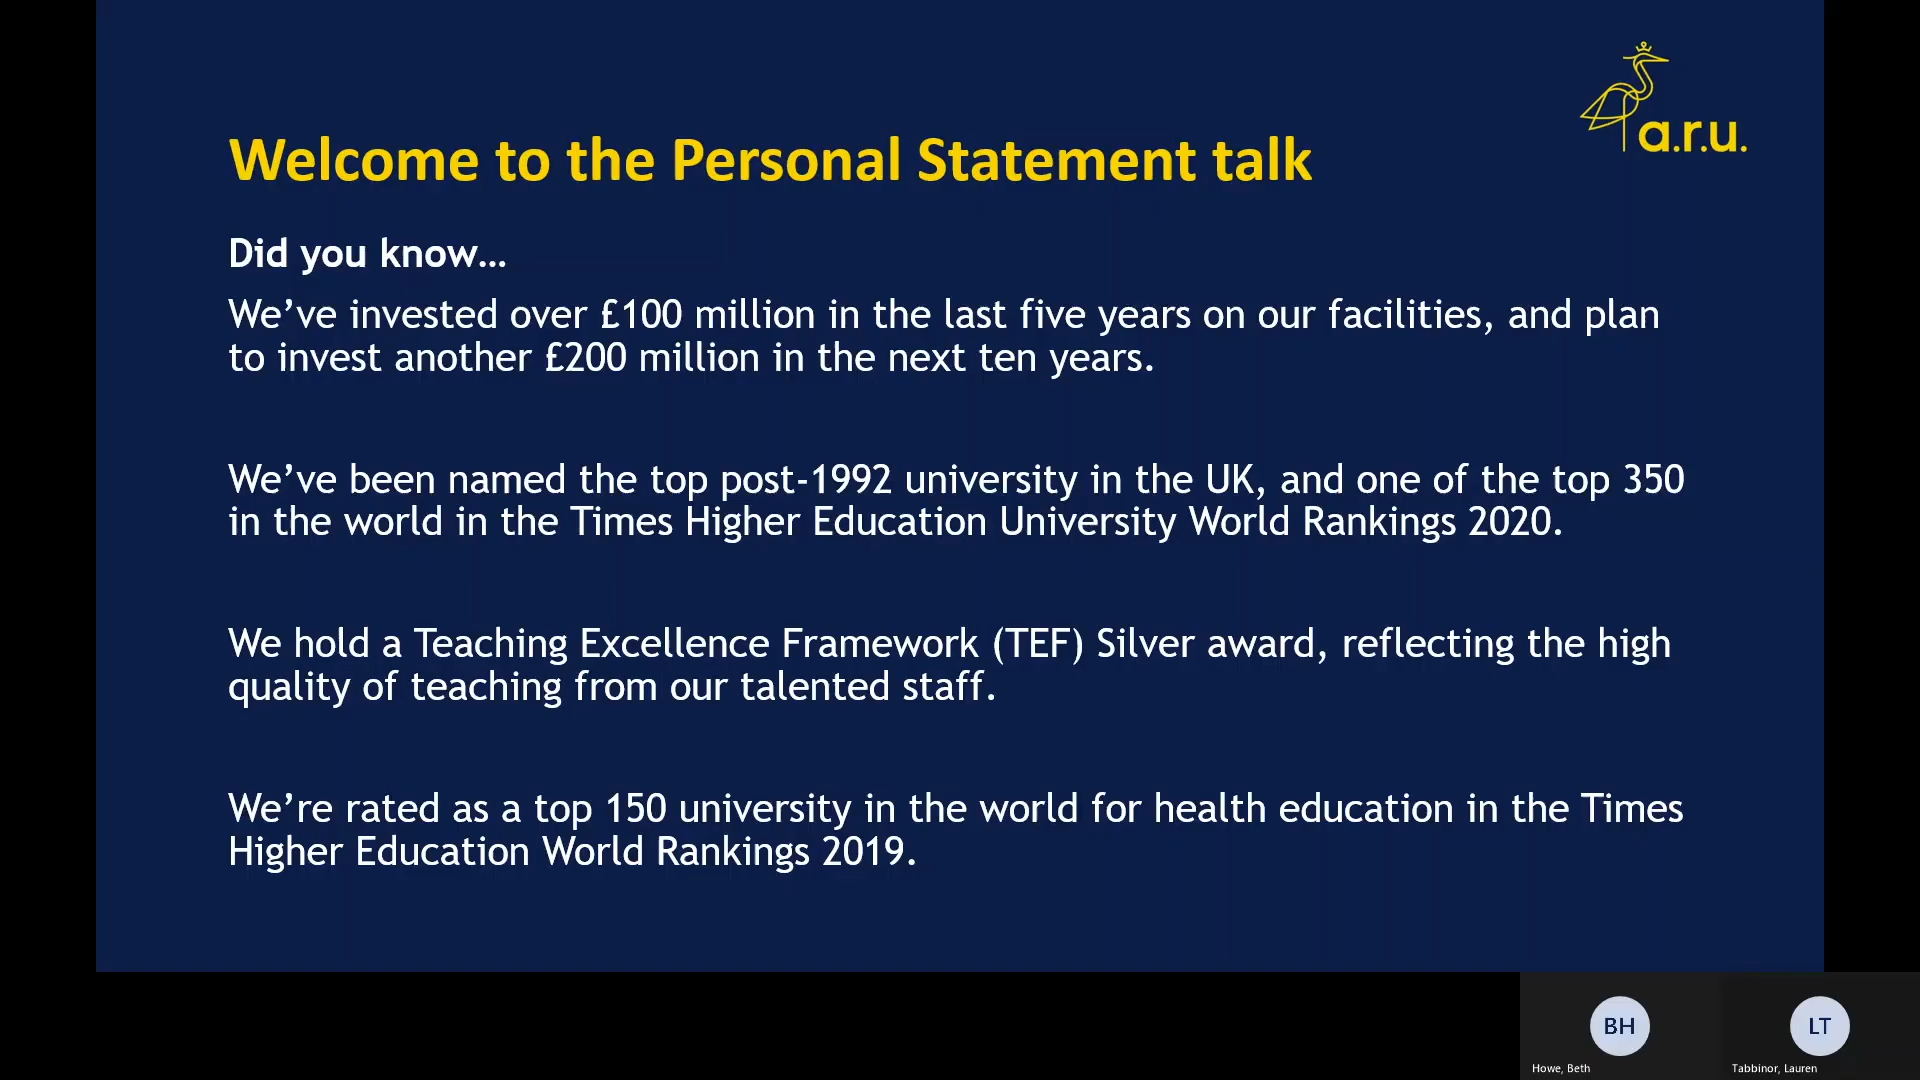 a.r.u.
Welcome to the Personal Statement talk
Did you know…
We’ve invested over £100 million in the last five years on our facilities, and plan
to invest another £200 million in the next ten years.
We’ve been named the top post-1992 university in the UK, and one of the top 350
in the world in the Times Higher Education University World Rankings 2020.
We hold a Teaching Excellence Framework (TEF) Silver award, reflecting the high
quality of teaching from our talented staff.
We’re rated as a top 150 university in the world for health education in the Times
Higher Education World Rankings 2019.
BH
Howe, Beth
LT
Tabbinor, Lauren